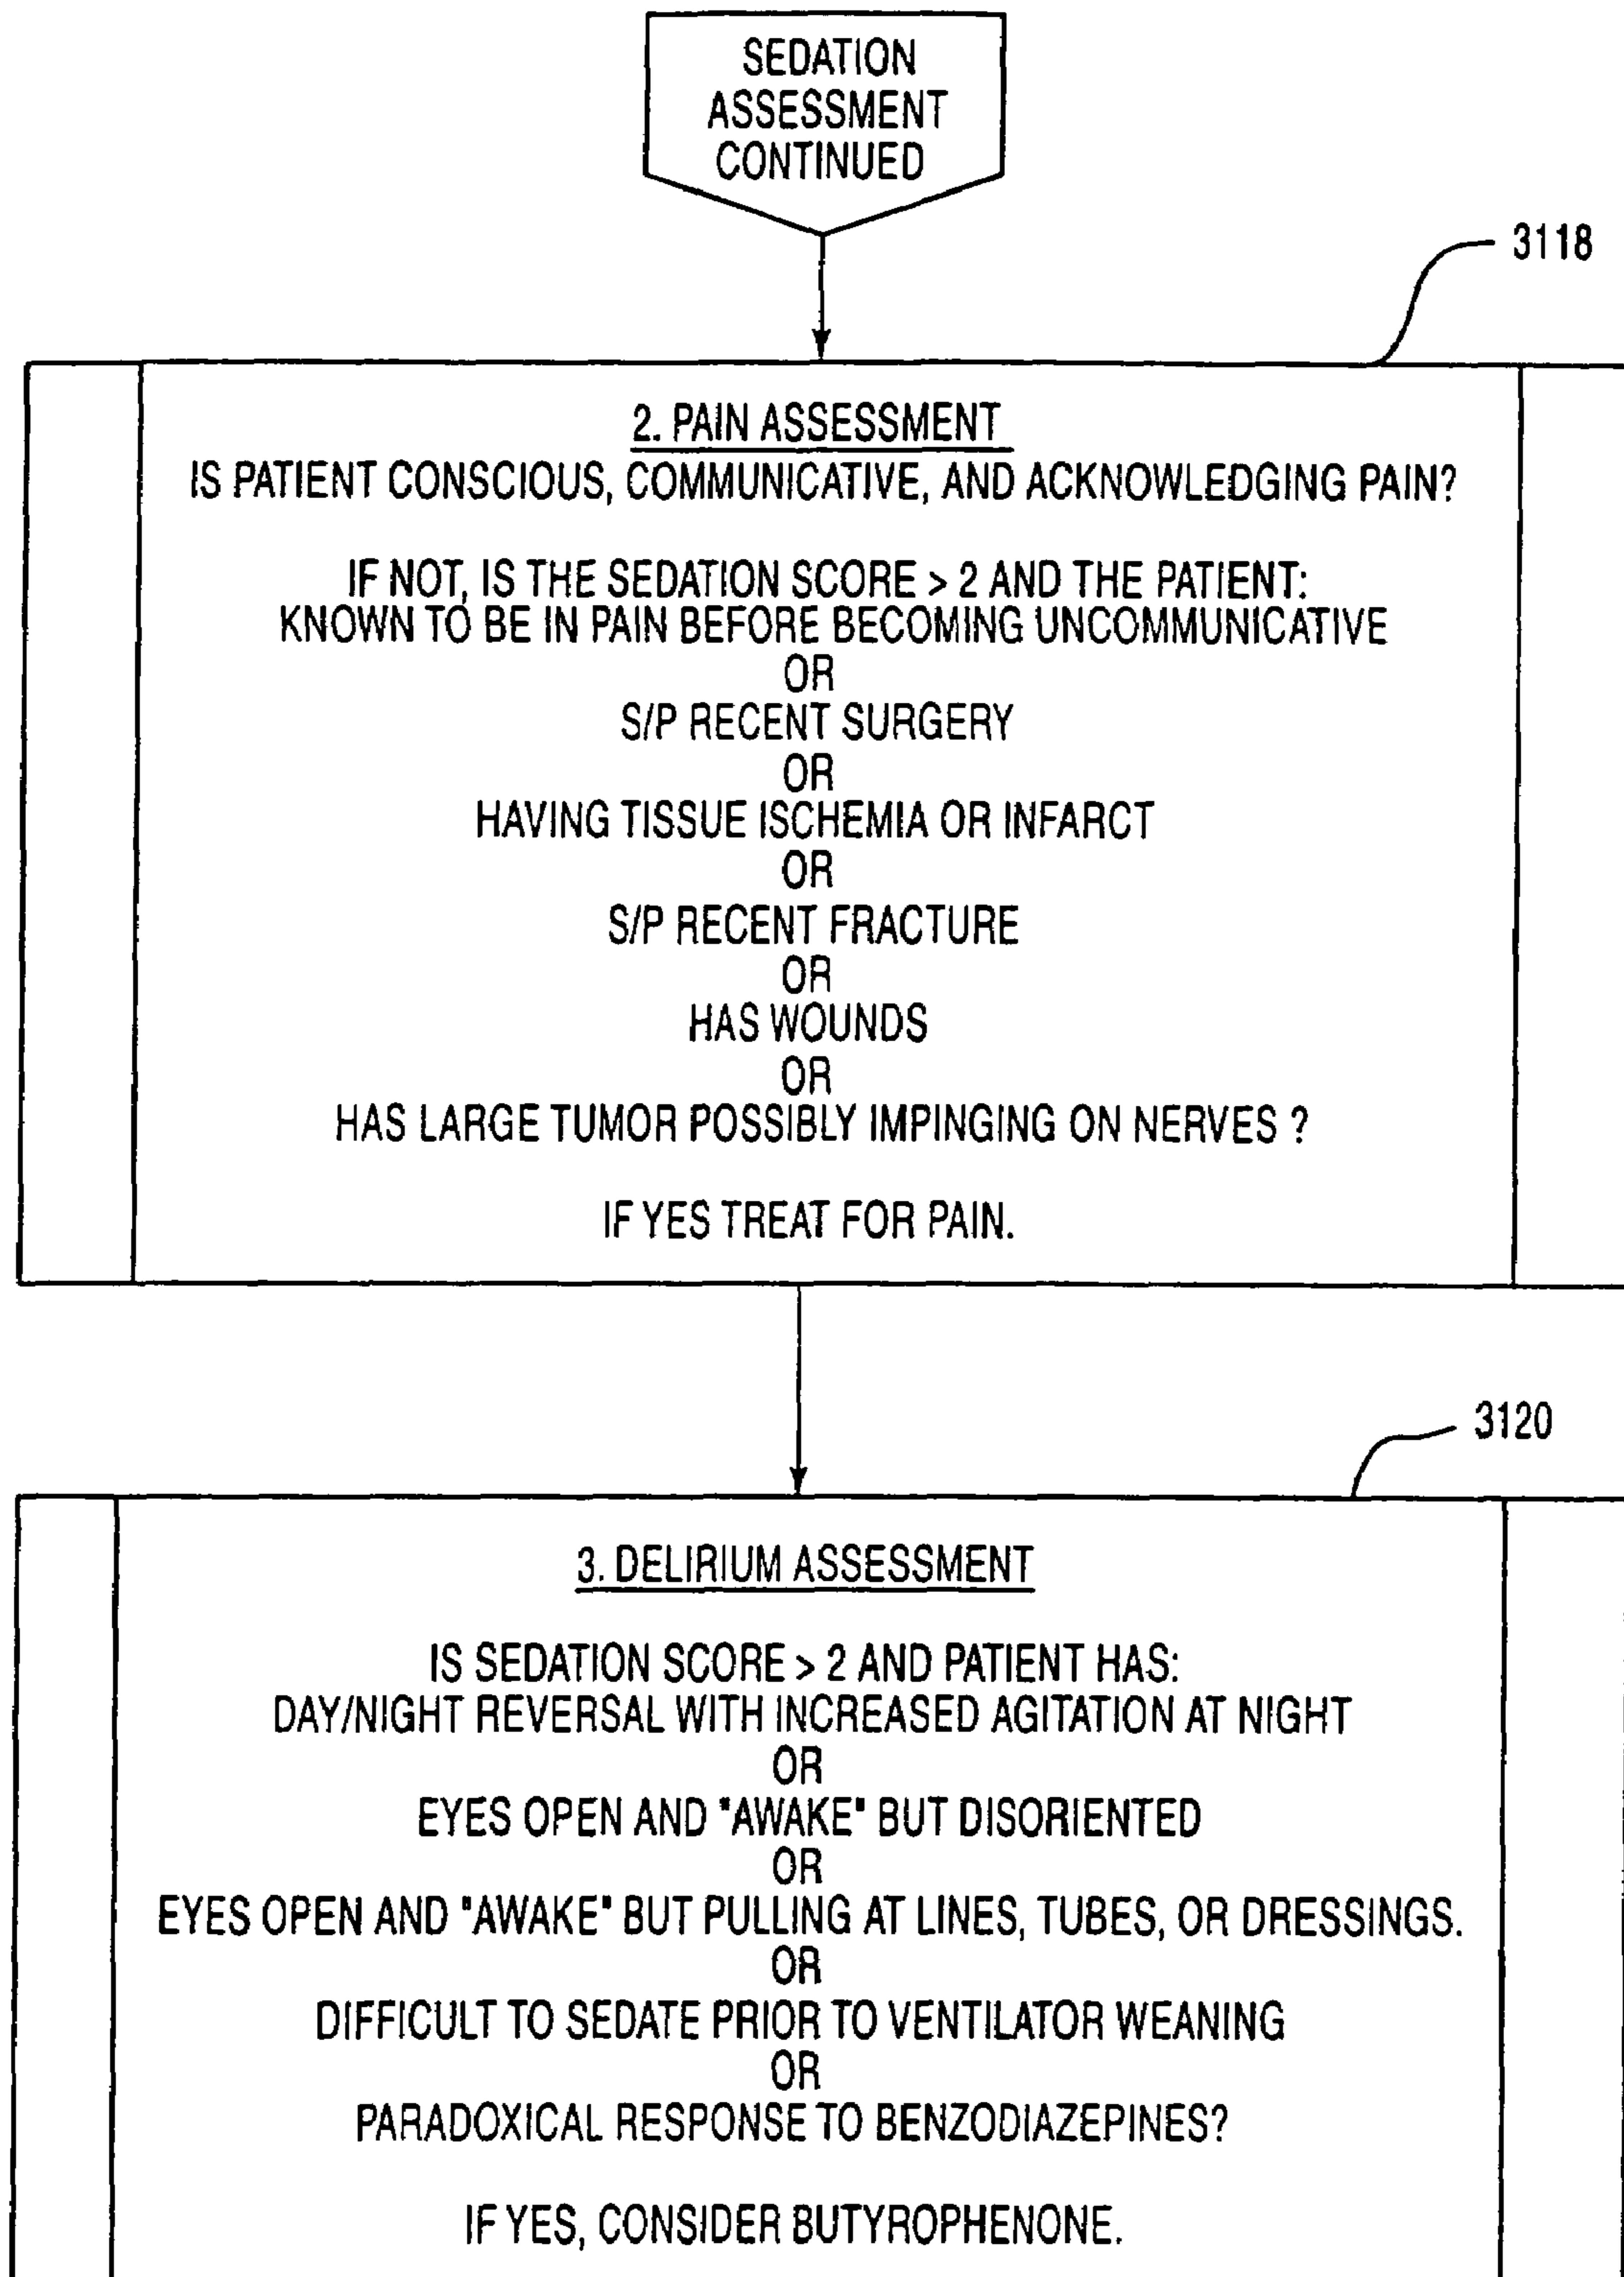 SEDATION
ASSESSMENT
CONTINUED
3118
2. PAIN ASSESSMENT
IS PATIENT CONSCIOUS, COMMUNICATIVE, AND ACKNOWLEDGING PAIN?
IF NOT, IS THE SEDATION SCORE > 2 AND THE PATIENT:
KNOWN TO BE IN PAIN BEFORE BECOMING UNCOMMUNICATIVE
OR
S/P RECENT SURGERY
OR
HAVING TISSUE ISCHEMIA OR INFARCT
OR
S/P RECENT FRACTURE
OR
HAS WOUNDS
OR
HAS LARGE TUMOR POSSIBLY IMPINGING ON NERVES ?
IF YES TREAT FOR PAIN.
3120
3. DELIRIUM ASSESSMENT
IS SEDATION SCORE > 2 AND PATIENT HAS:
DAY/NIGHT REVERSAL WITH INCREASED AGITATION AT NIGHT
OR
EYES OPEN AND "AWAKE" BUT DISORIENTED
OR
EYES OPEN AND "AWAKE" BUT PULLING AT LINES, TUBES, OR DRESSINGS.
OR
DIFFICULT TO SEDATE PRIOR TO VENTILATOR WEANING
OR
PARADOXICAL RESPONSE TO BENZODIAZEPINES?
IF YES, CONSIDER BUTYROPHENONE.